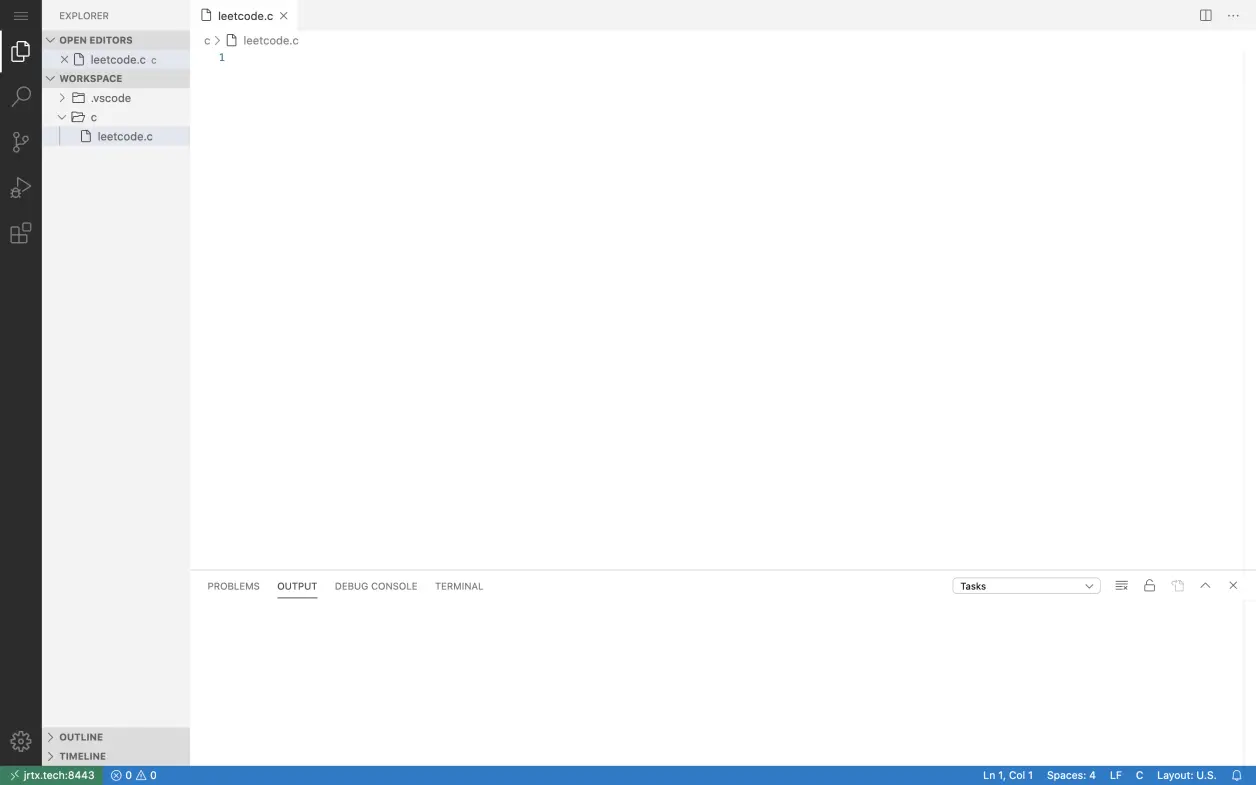 EXPLORER
leetcode.c
OPEN EDITORS
leetcode.c c
c leetcode.c
1
WORKSPACE
.vscode
c
leetcode.c
PROBLEMS OUTPUT DEBUG CONSOLE TERMINAL Tasks
OUTLINE
TIMELINE
jrtx.tech:8443 0 0 Ln 1, Col 1 Spaces: 4 LF C Layout: U.S.